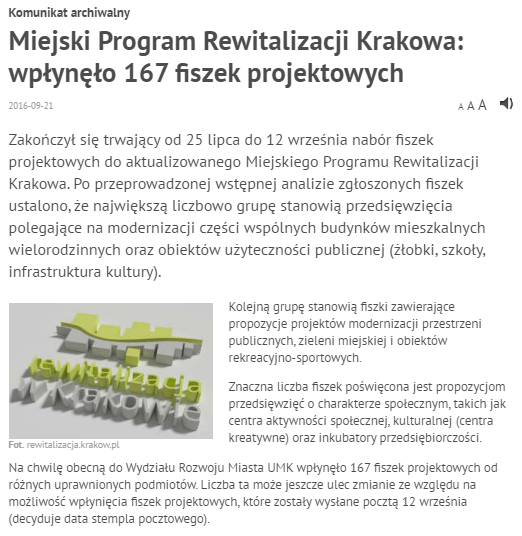 Komunikat archiwalny
Miejski Program Rewitalizacji Krakowa:
wpłynęło 167 fiszek projektowych
2016-09-21
A A A
Zakończył się trwający od 25 lipca do 12 września nabór fiszek
projektowych do aktualizowanego Miejskiego Programu Rewitalizacji
Krakowa. Po przeprowadzonej wstępnej analizie zgłoszonych fiszek
ustalono, że największą liczbowo grupę stanowią przedsięwzięcia
polegające na modernizacji części wspólnych budynków mieszkalnych
wielorodzinnych oraz obiektów użyteczności publicznej (żłobki, szkoły,
infrastruktura kultury).
rewitalizacja
w Krakowie
Fot. rewitalizacja.krakow.pl
Kolejną grupę stanowią fiszki zawierające
propozycje projektów modernizacji przestrzeni
publicznych, zieleni miejskiej i obiektów
rekreacyjno-sportowych.
Znaczna liczba fiszek poświęcona jest propozycjom
przedsięwzięć o charakterze społecznym, takich jak
centra aktywności społecznej, kulturalnej (centra
kreatywne) oraz inkubatory przedsiębiorczości.
Na chwilę obecną do Wydziału Rozwoju Miasta UMK wpłynęło 167 fiszek projektowych od
różnych uprawnionych podmiotów. Liczba ta może jeszcze ulec zmianie ze względu na
możliwość wpłynięcia fiszek projektowych, które zostały wysłane pocztą 12 września
(decyduje data stempla pocztowego).